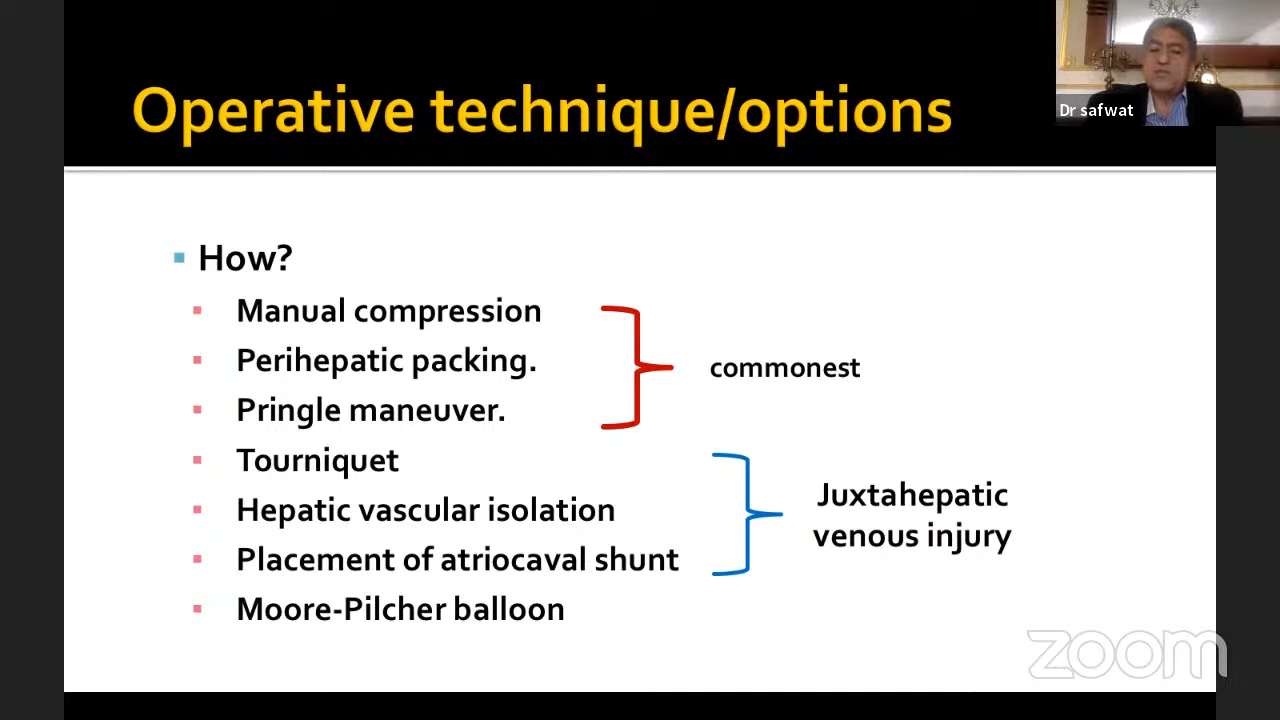 Operative technique/options
Dr safwat
How?
Manual compression
Perihepatic packing.
Pringle maneuver.
commonest
Tourniquet
Hepatic vascular isolation
Placement of atriocaval shunt
Juxtahepatic
venous injury
Moore-Pilcher balloon
zoom